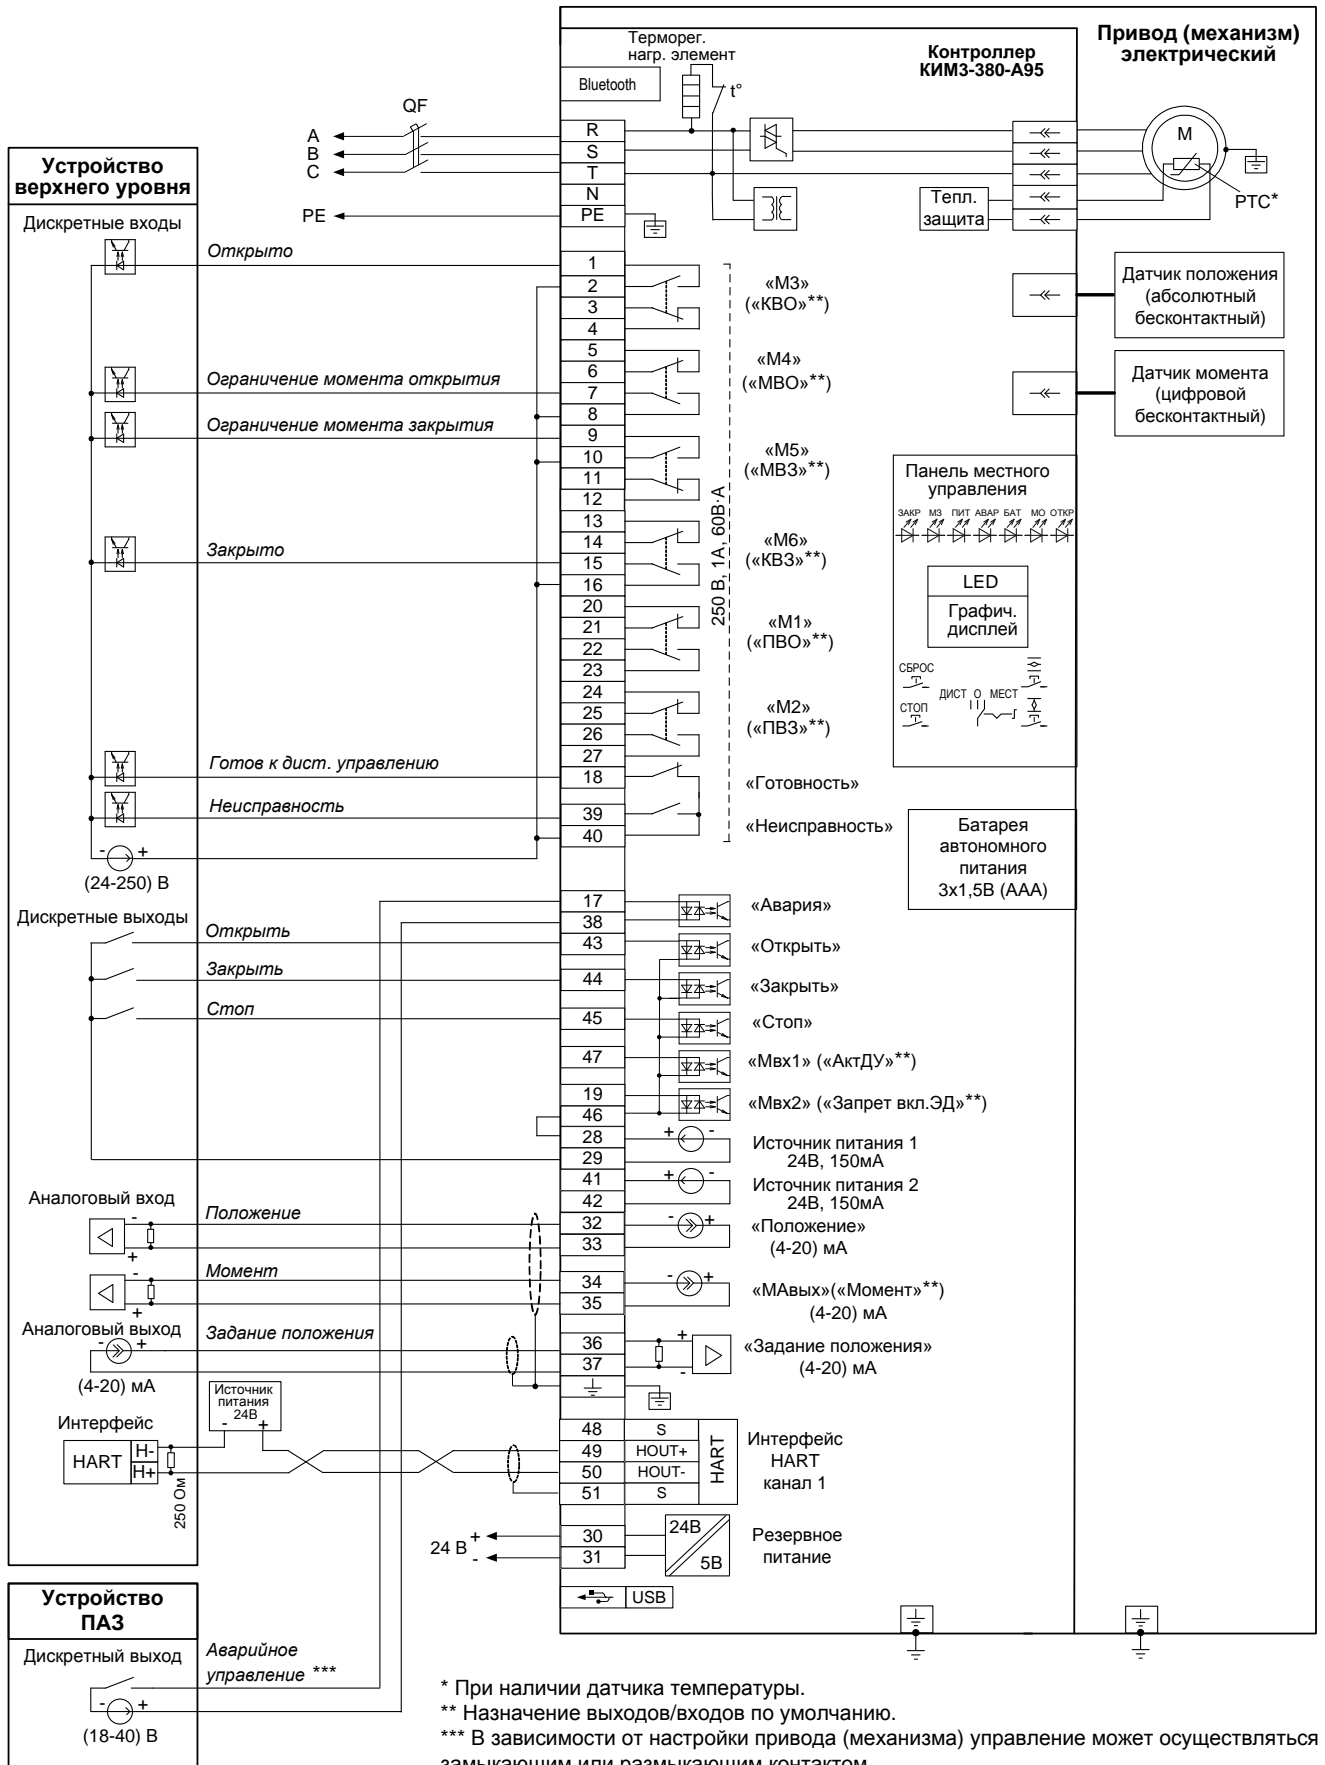 Привод (механизм)
электрический
Контроллер
КИМ3-380-А95
Терморег.
нагр. элемент
t°
Bluetooth
QF
A
B
C
PE
R
S
T
N
PE
M
PTC*
Тепл.
защита
Устройство
верхнего уровня
Дискретные входы
Открыто
Ограничение момента открытия
Ограничение момента закрытия
Закрыто
Готов к дист. управлению
Неисправность
- +
(24-250) В
1
2
3
4
5
6
7
8
9
10
11
12
13
14
15
16
20
21
22
23
24
25
26
27
18
39
40
«М3»
(«КВО»**)
«М4»
(«МВО»**)
«М5»
(«МВЗ»**)
«М6»
(«КВЗ»**)
«М1»
(«ПВО»**)
«М2»
(«ПВЗ»**)
«Готовность»
«Неисправность»
250 В, 1А, 60В·А
Датчик положения
(абсолютный
бесконтактный)
Датчик момента
(цифровой
бесконтактный)
Панель местного
управления
ЗАКР МЗ ПИТ АВАР БАТ МО ОТКР
LED
Графич.
дисплей
СБРОС
СТОП
ДИСТ О МЕСТ
Батарея
автономного
питания
3х1,5В (ААА)
Дискретные выходы
Открыть
Закрыть
Стоп
17
38
43
44
45
47
19
46
28
29
41
42
32
33
34
35
36
37
«Авария»
«Открыть»
«Закрыть»
«Стоп»
«Мвх1» («АктДУ»**)
«Мвх2» («Запрет вкл.ЭД»**)
+ -
Источник питания 1
24В, 150мА
+ -
Источник питания 2
24В, 150мА
- +
«Положение»
(4-20) мА
- +
«МАвых»(«Момент»**)
(4-20) мА
+
-
«Задание положения»
(4-20) мА
Аналоговый вход
-
+
Положение
-
+
Момент
Аналоговый выход
- +
Задание положения
(4-20) мА
Источник
питания
24В
- +
Интерфейс
HART
H-
H+
250 Ом
48 S
49 HOUT+
50 HOUT-
51 S
HART
Интерфейс
HART
канал 1
24 В
+
-
30
31
24В
5В
Резервное
питание
USB
Устройство
ПАЗ
Дискретный выход
Аварийное
управление ***
- +
(18-40) В
* При наличии датчика температуры.
** Назначение выходов/входов по умолчанию.
*** В зависимости от настройки привода (механизма) управление может осуществляться
замыкающим или размыкающим контактом